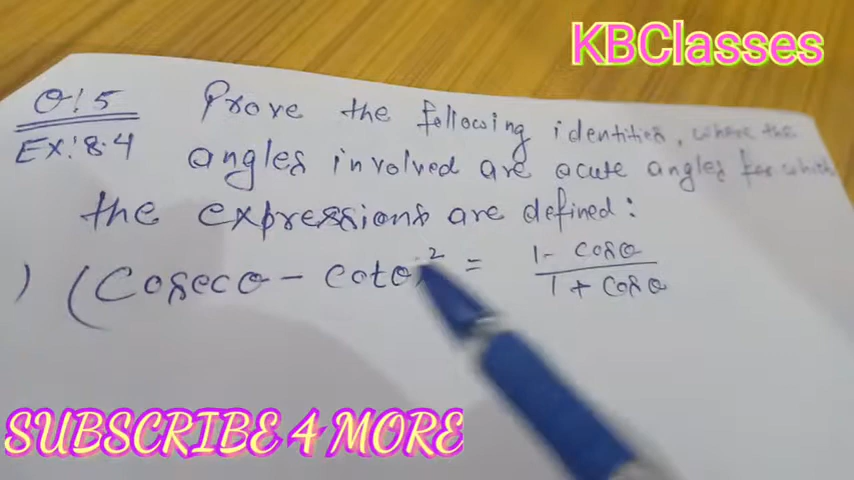 KBClasses
Q!5 Prove the following identities, where the
Ex:8.4 angles involved are acute angles for which
the expressions are defined:
) (Cosecθ - cotθ)² = 1 - cosθ / 1 + cosθ
SUBSCRIBE 4 MORE